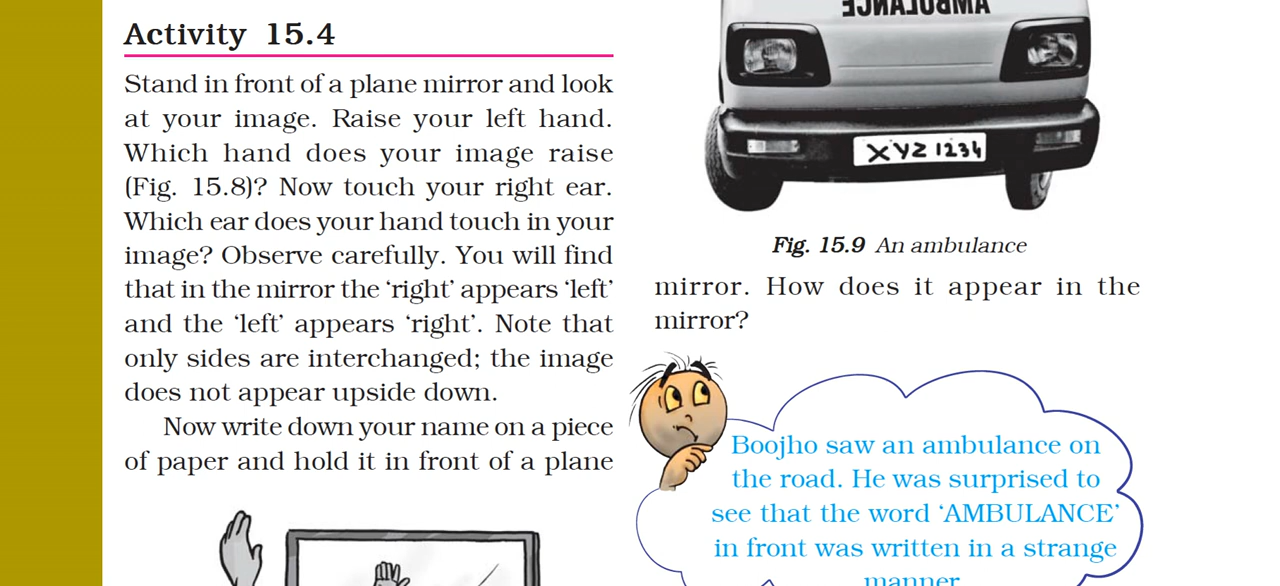 Activity 15.4
Stand in front of a plane mirror and look
at your image. Raise your left hand.
Which hand does your image raise
(Fig. 15.8)? Now touch your right ear.
Which ear does your hand touch in your
image? Observe carefully. You will find
that in the mirror the ‘right’ appears ‘left’
and the ‘left’ appears ‘right’. Note that
only sides are interchanged; the image
does not appear upside down.
Now write down your name on a piece
of paper and hold it in front of a plane
AMBULANCE
XYZ 1234
Fig. 15.9 An ambulance
mirror. How does it appear in the
mirror?
Boojho saw an ambulance on
the road. He was surprised to
see that the word ‘AMBULANCE’
in front was written in a strange
manner.